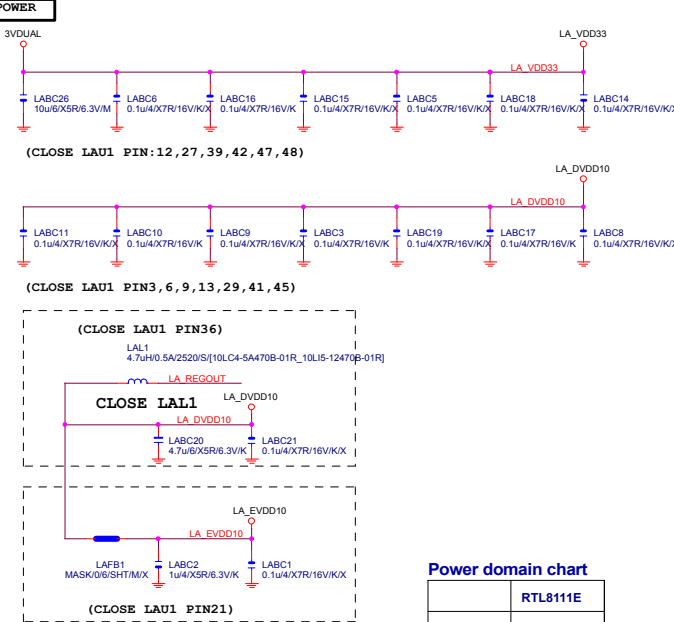 POWER
3VDUAL
LA_VDD33
LA_VDD33
LABC26
10u/6/X5R/6.3V/M
LABC6
0.1u/4/X7R/16V/K/X
LABC16
0.1u/4/X7R/16V/K
LABC15
0.1u/4/X7R/16V/K/X
LABC5
0.1u/4/X7R/16V/K/X
LABC18
0.1u/4/X7R/16V/K/X
LABC14
0.1u/4/X7R/16V/K/X
(CLOSE LAU1 PIN:12,27,39,42,47,48)
LA_DVDD10
LA_DVDD10
LABC11
0.1u/4/X7R/16V/K/X
LABC10
0.1u/4/X7R/16V/K
LABC9
0.1u/4/X7R/16V/K/X
LABC3
0.1u/4/X7R/16V/K
LABC19
0.1u/4/X7R/16V/K/X
LABC17
0.1u/4/X7R/16V/K
LABC8
0.1u/4/X7R/16V/K/X
(CLOSE LAU1 PIN3,6,9,13,29,41,45)
(CLOSE LAU1 PIN36)
LAL1
4.7uH/0.5A/2520/S/[10LC4-5A470B-01R_10LI5-12470B-01R]
LA_REGOUT
CLOSE LAL1
LA_DVDD10
LA_DVDD10
LABC20
4.7u/6/X5R/6.3V/K
LABC21
0.1u/4/X7R/16V/K/X
LA_EVDD10
LA_EVDD10
LAFB1
MASK/0/6/SHT/M/X
LABC2
1u/4/X5R/6.3V/K
LABC1
0.1u/4/X7R/16V/K/X
(CLOSE LAU1 PIN21)
Power domain chart
RTL8111E